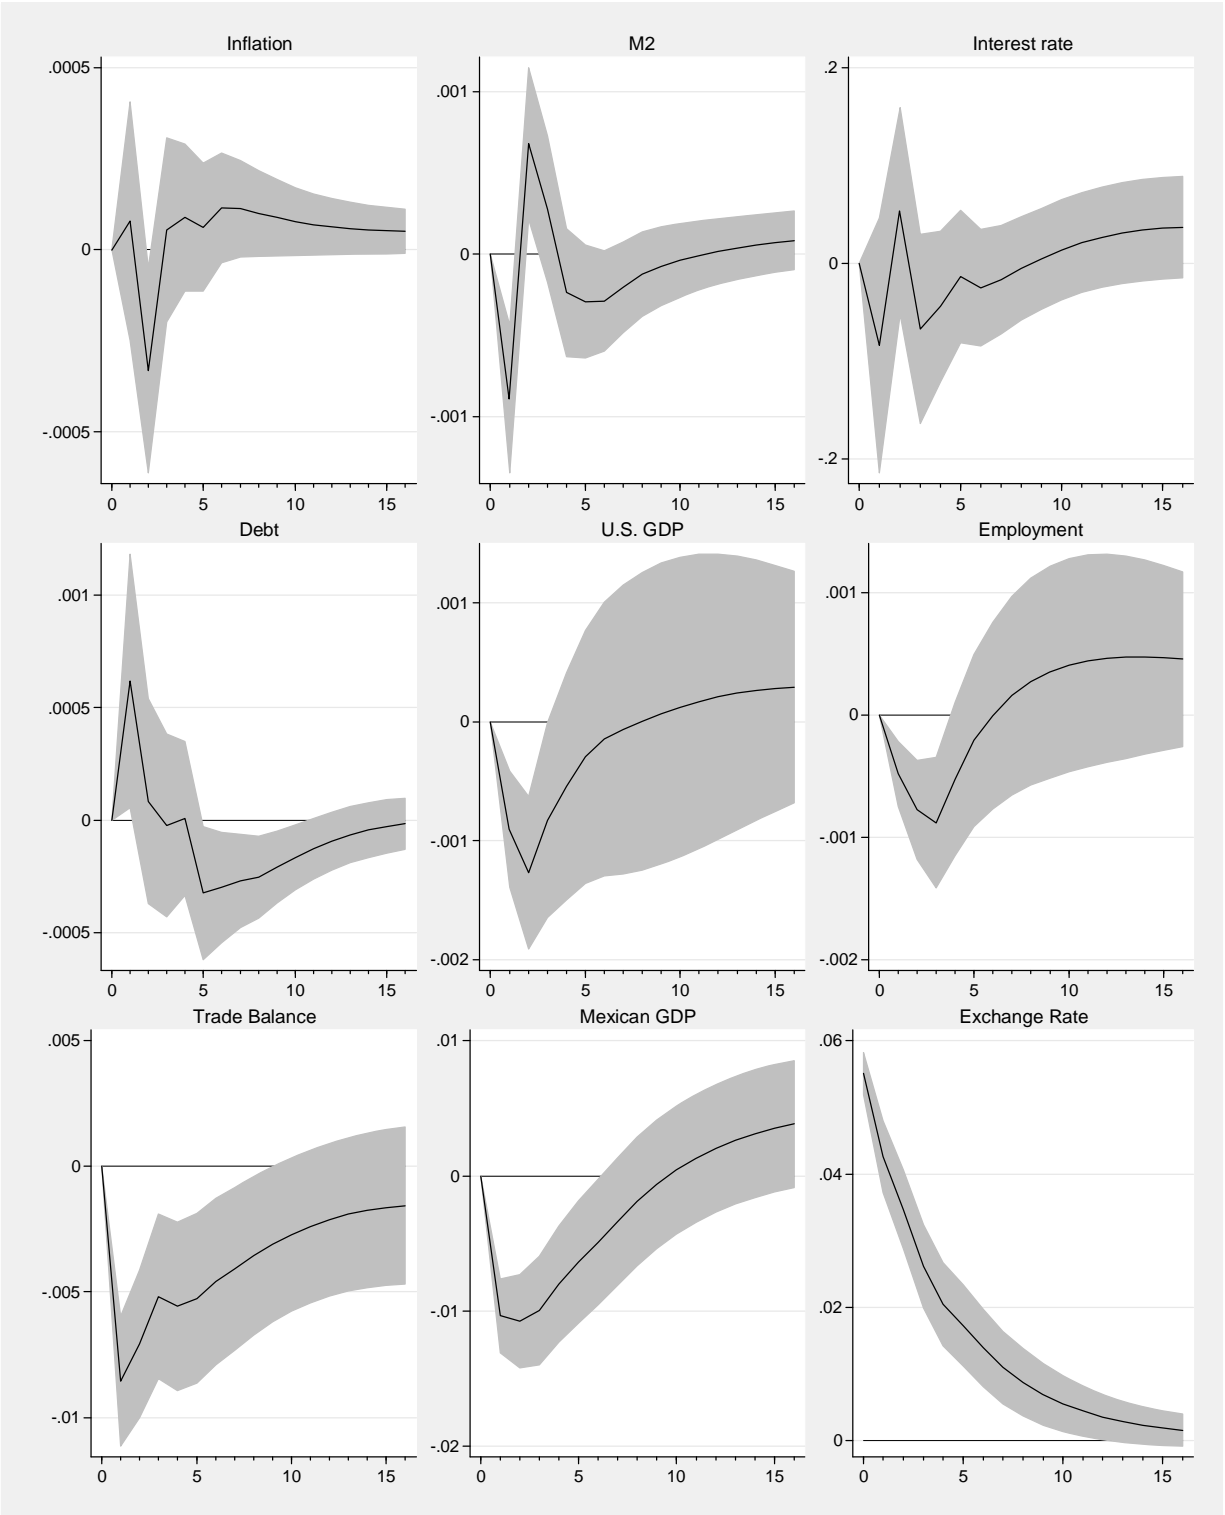 Inflation
M2
Interest rate
.0005
0
-.0005
0 5 10 15
.001
0
-.001
0 5 10 15
.2
0
-.2
0 5 10 15
Debt
U.S. GDP
Employment
.001
.0005
0
-.0005
0 5 10 15
.001
0
-.001
-.002
0 5 10 15
.001
0
-.001
-.002
0 5 10 15
Trade Balance
Mexican GDP
Exchange Rate
.005
0
-.005
-.01
0 5 10 15
.01
0
-.01
-.02
0 5 10 15
.06
.04
.02
0
0 5 10 15